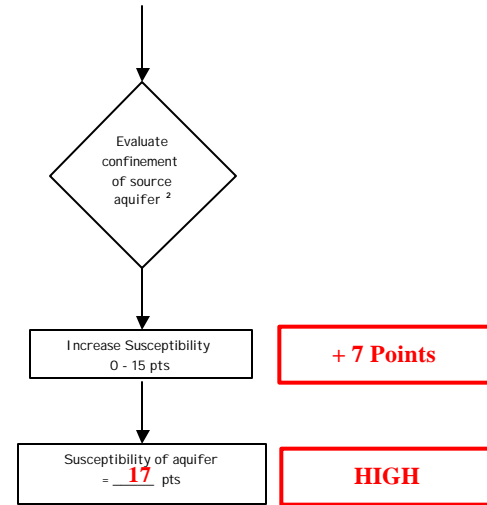 Evaluate
confinement
of source
aquifer ²
Increase Susceptibility
0 - 15 pts
+ 7 Points
Susceptibility of aquifer
= 17 pts
HIGH